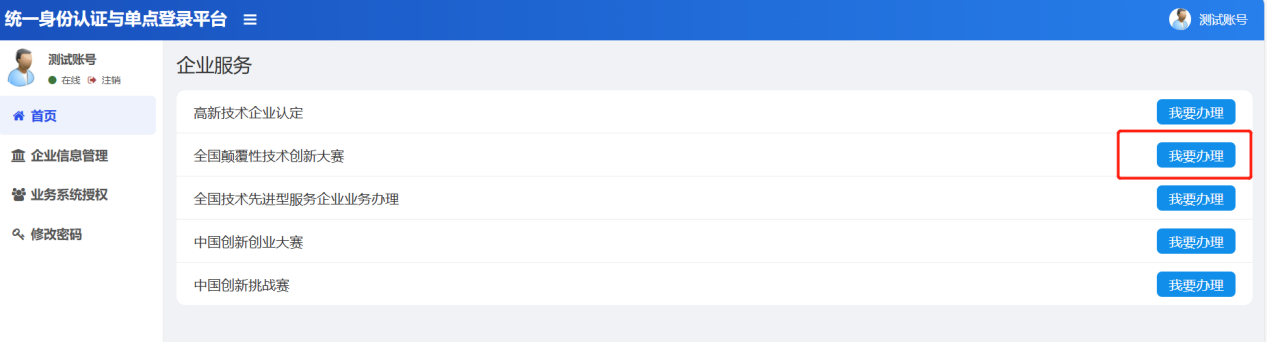 统一身份认证与单点登录平台
测试账号
测试账号
在线 注销
首页
企业信息管理
业务系统授权
修改密码
企业服务
高新技术企业认定 我要办理
全国颠覆性技术创新大赛 我要办理
全国技术先进型服务企业业务办理 我要办理
中国创新创业大赛 我要办理
中国创新挑战赛 我要办理